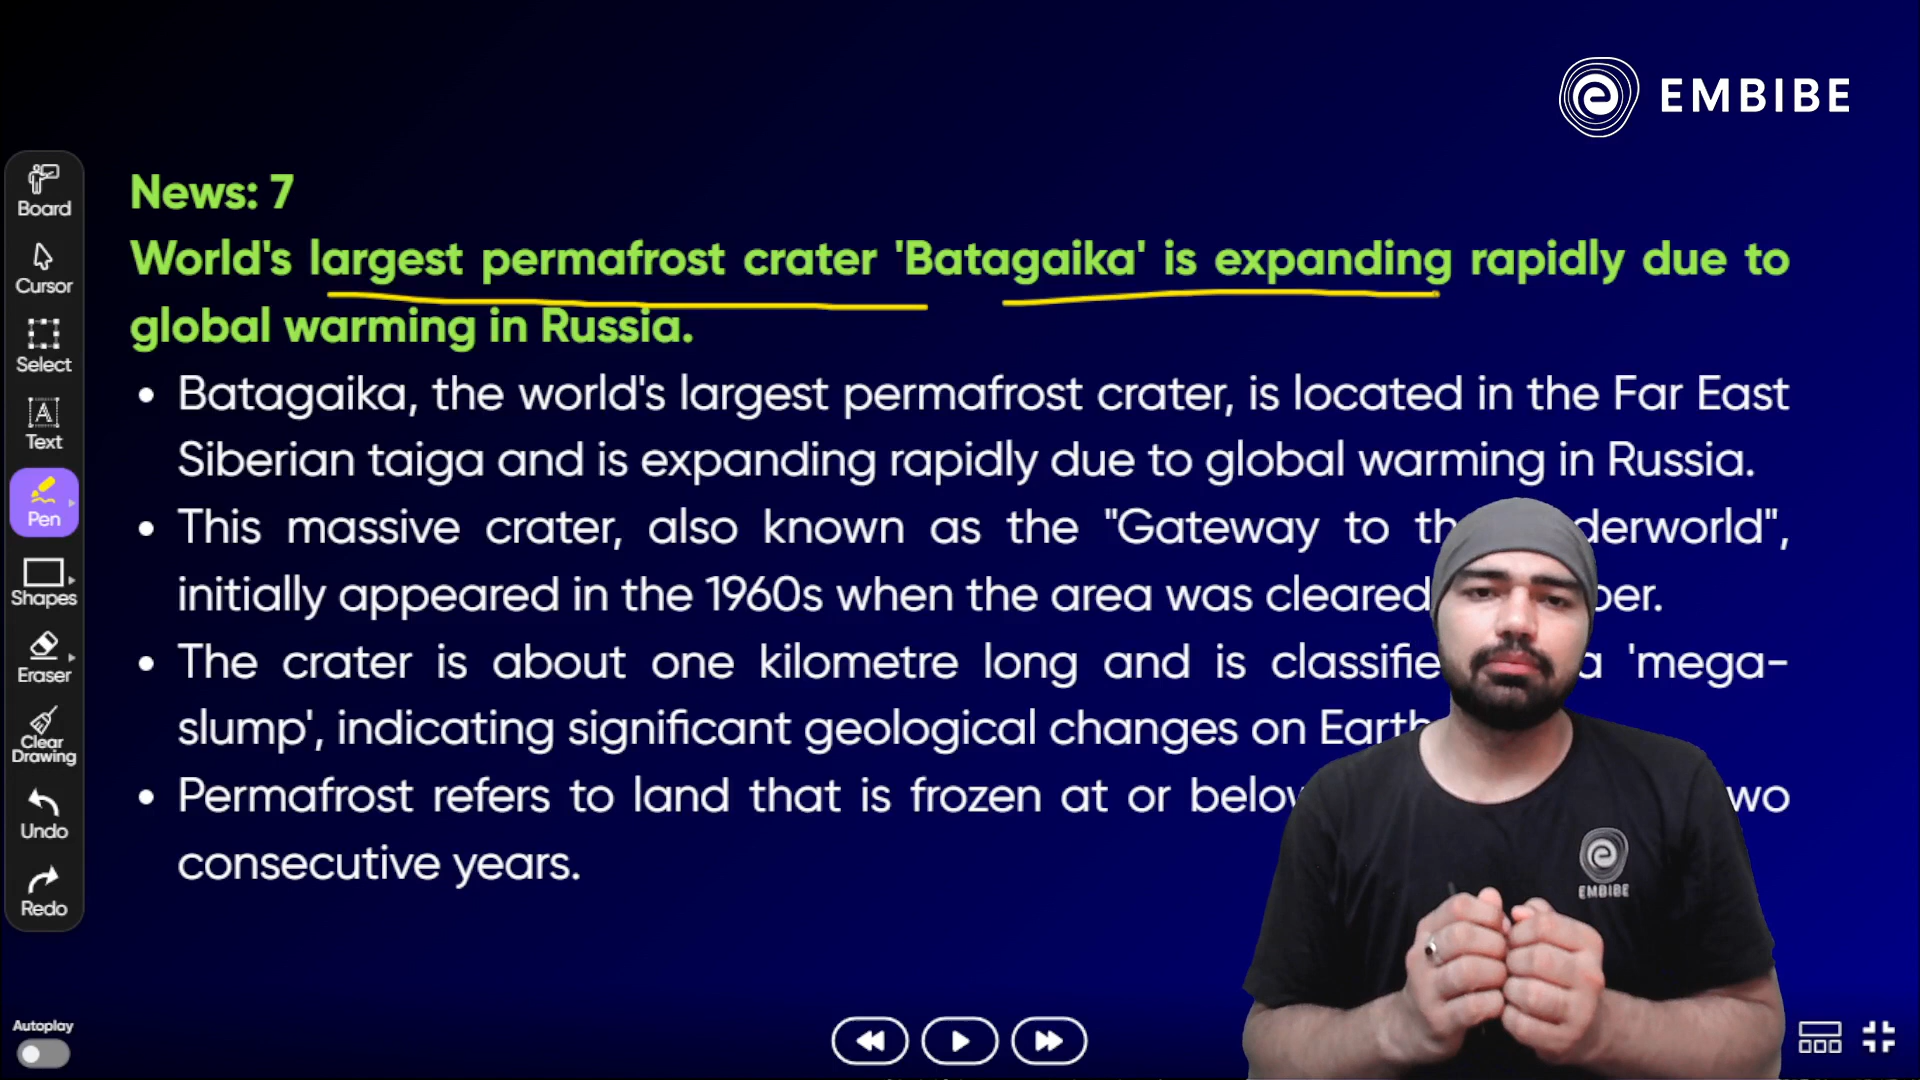 EMBIBE
News: 7
World's largest permafrost crater 'Batagaika' is expanding rapidly due to
global warming in Russia.
• Batagaika, the world's largest permafrost crater, is located in the Far East
Siberian taiga and is expanding rapidly due to global warming in Russia.
• This massive crater, also known as the "Gateway to derworld",
initially appeared in the 1960s when the area was cleared
• The crater is about one kilometre long and is classifie a 'mega-
slump', indicating significant geological changes on Earth
• Permafrost refers to land that is frozen at or below wo
consecutive years.
Board
Cursor
Select
Text
Pen
Shapes
Eraser
Clear
Drawing
Undo
Redo
Autoplay
EMBIBE